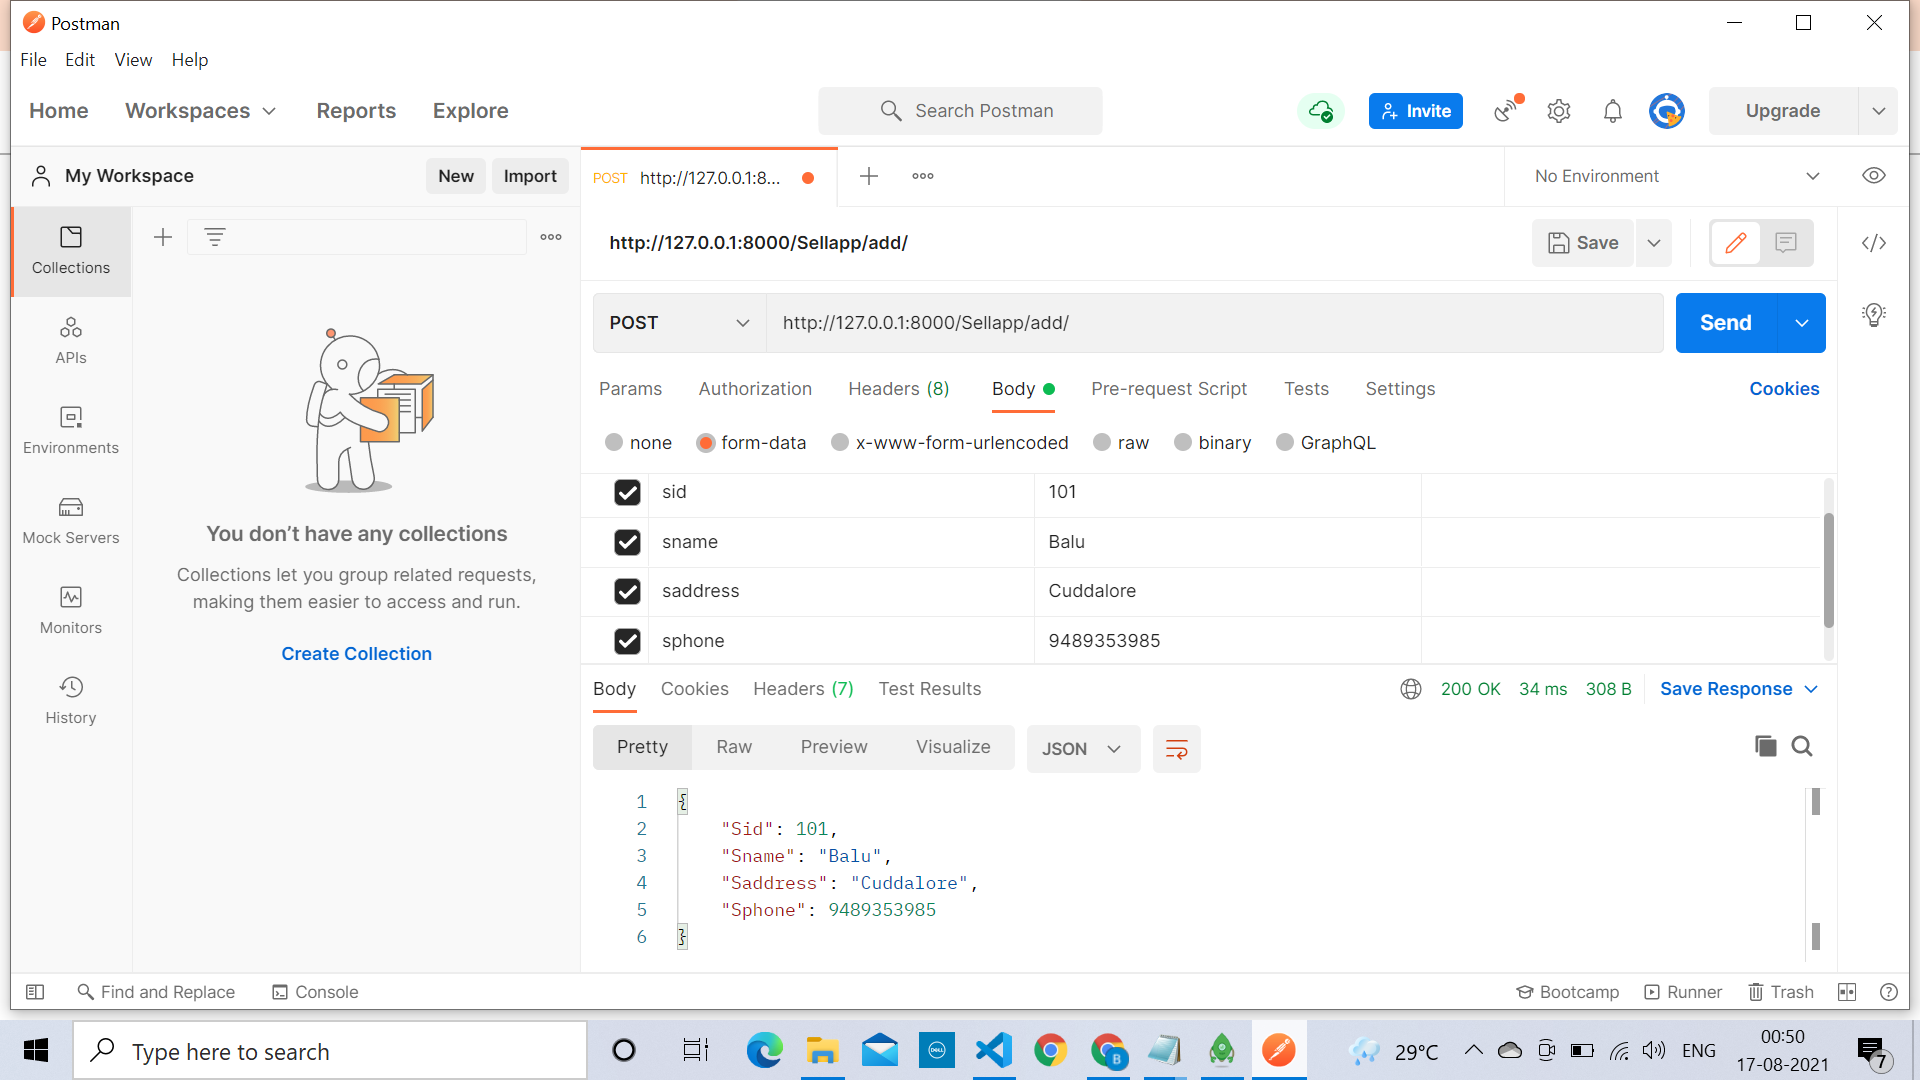 Postman
File Edit View Help
Home Workspaces Reports Explore Search Postman Invite Upgrade
My Workspace New Import POST http://127.0.0.1:8... No Environment
Collections
APIs
Environments
Mock Servers
Monitors
History
You don’t have any collections
Collections let you group related requests,
making them easier to access and run.
Create Collection
http://127.0.0.1:8000/Sellapp/add/ Save
POST http://127.0.0.1:8000/Sellapp/add/ Send
Params Authorization Headers (8) Body Pre-request Script Tests Settings Cookies
none form-data x-www-form-urlencoded raw binary GraphQL
sid 101
sname Balu
saddress Cuddalore
sphone 9489353985
Body Cookies Headers (7) Test Results 200 OK 34 ms 308 B Save Response
Pretty Raw Preview Visualize JSON
1 {
2 "Sid": 101,
3 "Sname": "Balu",
4 "Saddress": "Cuddalore",
5 "Sphone": 9489353985
6 }
Find and Replace Console Bootcamp Runner Trash
Type here to search DELL B 29°C ENG 00:50
17-08-2021 7